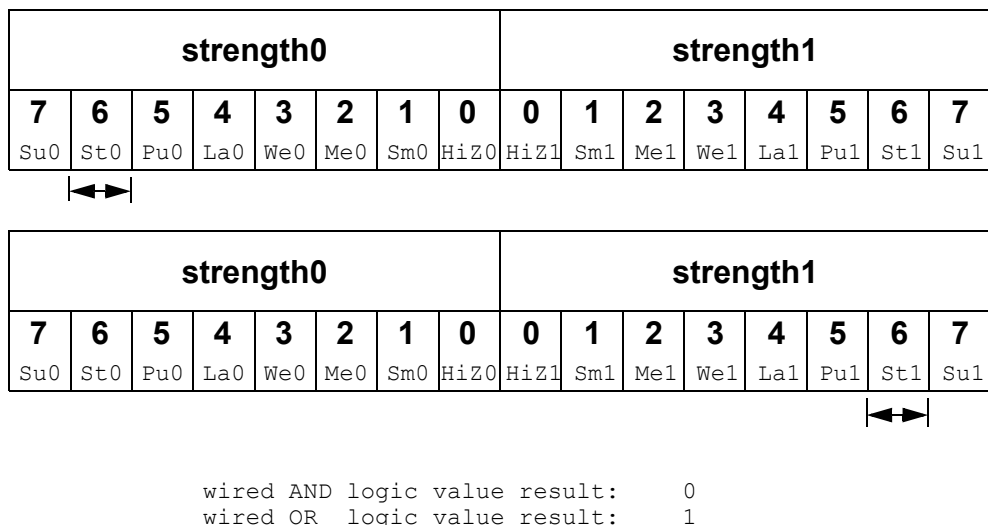 strength0 strength1
7 6 5 4 3 2 1 0 0 1 2 3 4 5 6 7
Su0 St0 Pu0 La0 We0 Me0 Sm0 HiZ0 HiZ1 Sm1 Me1 We1 La1 Pu1 St1 Su1
strength0 strength1
7 6 5 4 3 2 1 0 0 1 2 3 4 5 6 7
Su0 St0 Pu0 La0 We0 Me0 Sm0 HiZ0 HiZ1 Sm1 Me1 We1 La1 Pu1 St1 Su1
wired AND logic value result: 0
wired OR logic value result: 1